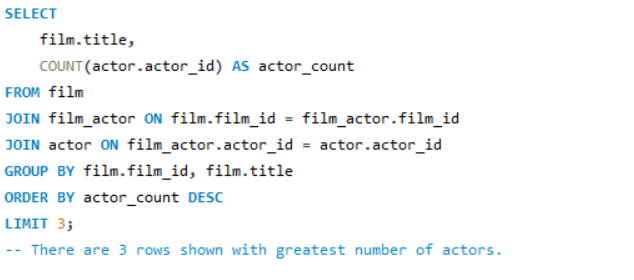 SELECT
    film.title,
    COUNT(actor.actor_id) AS actor_count
FROM film
JOIN film_actor ON film.film_id = film_actor.film_id
JOIN actor ON film_actor.actor_id = actor.actor_id
GROUP BY film.film_id, film.title
ORDER BY actor_count DESC
LIMIT 3;
-- There are 3 rows shown with greatest number of actors.